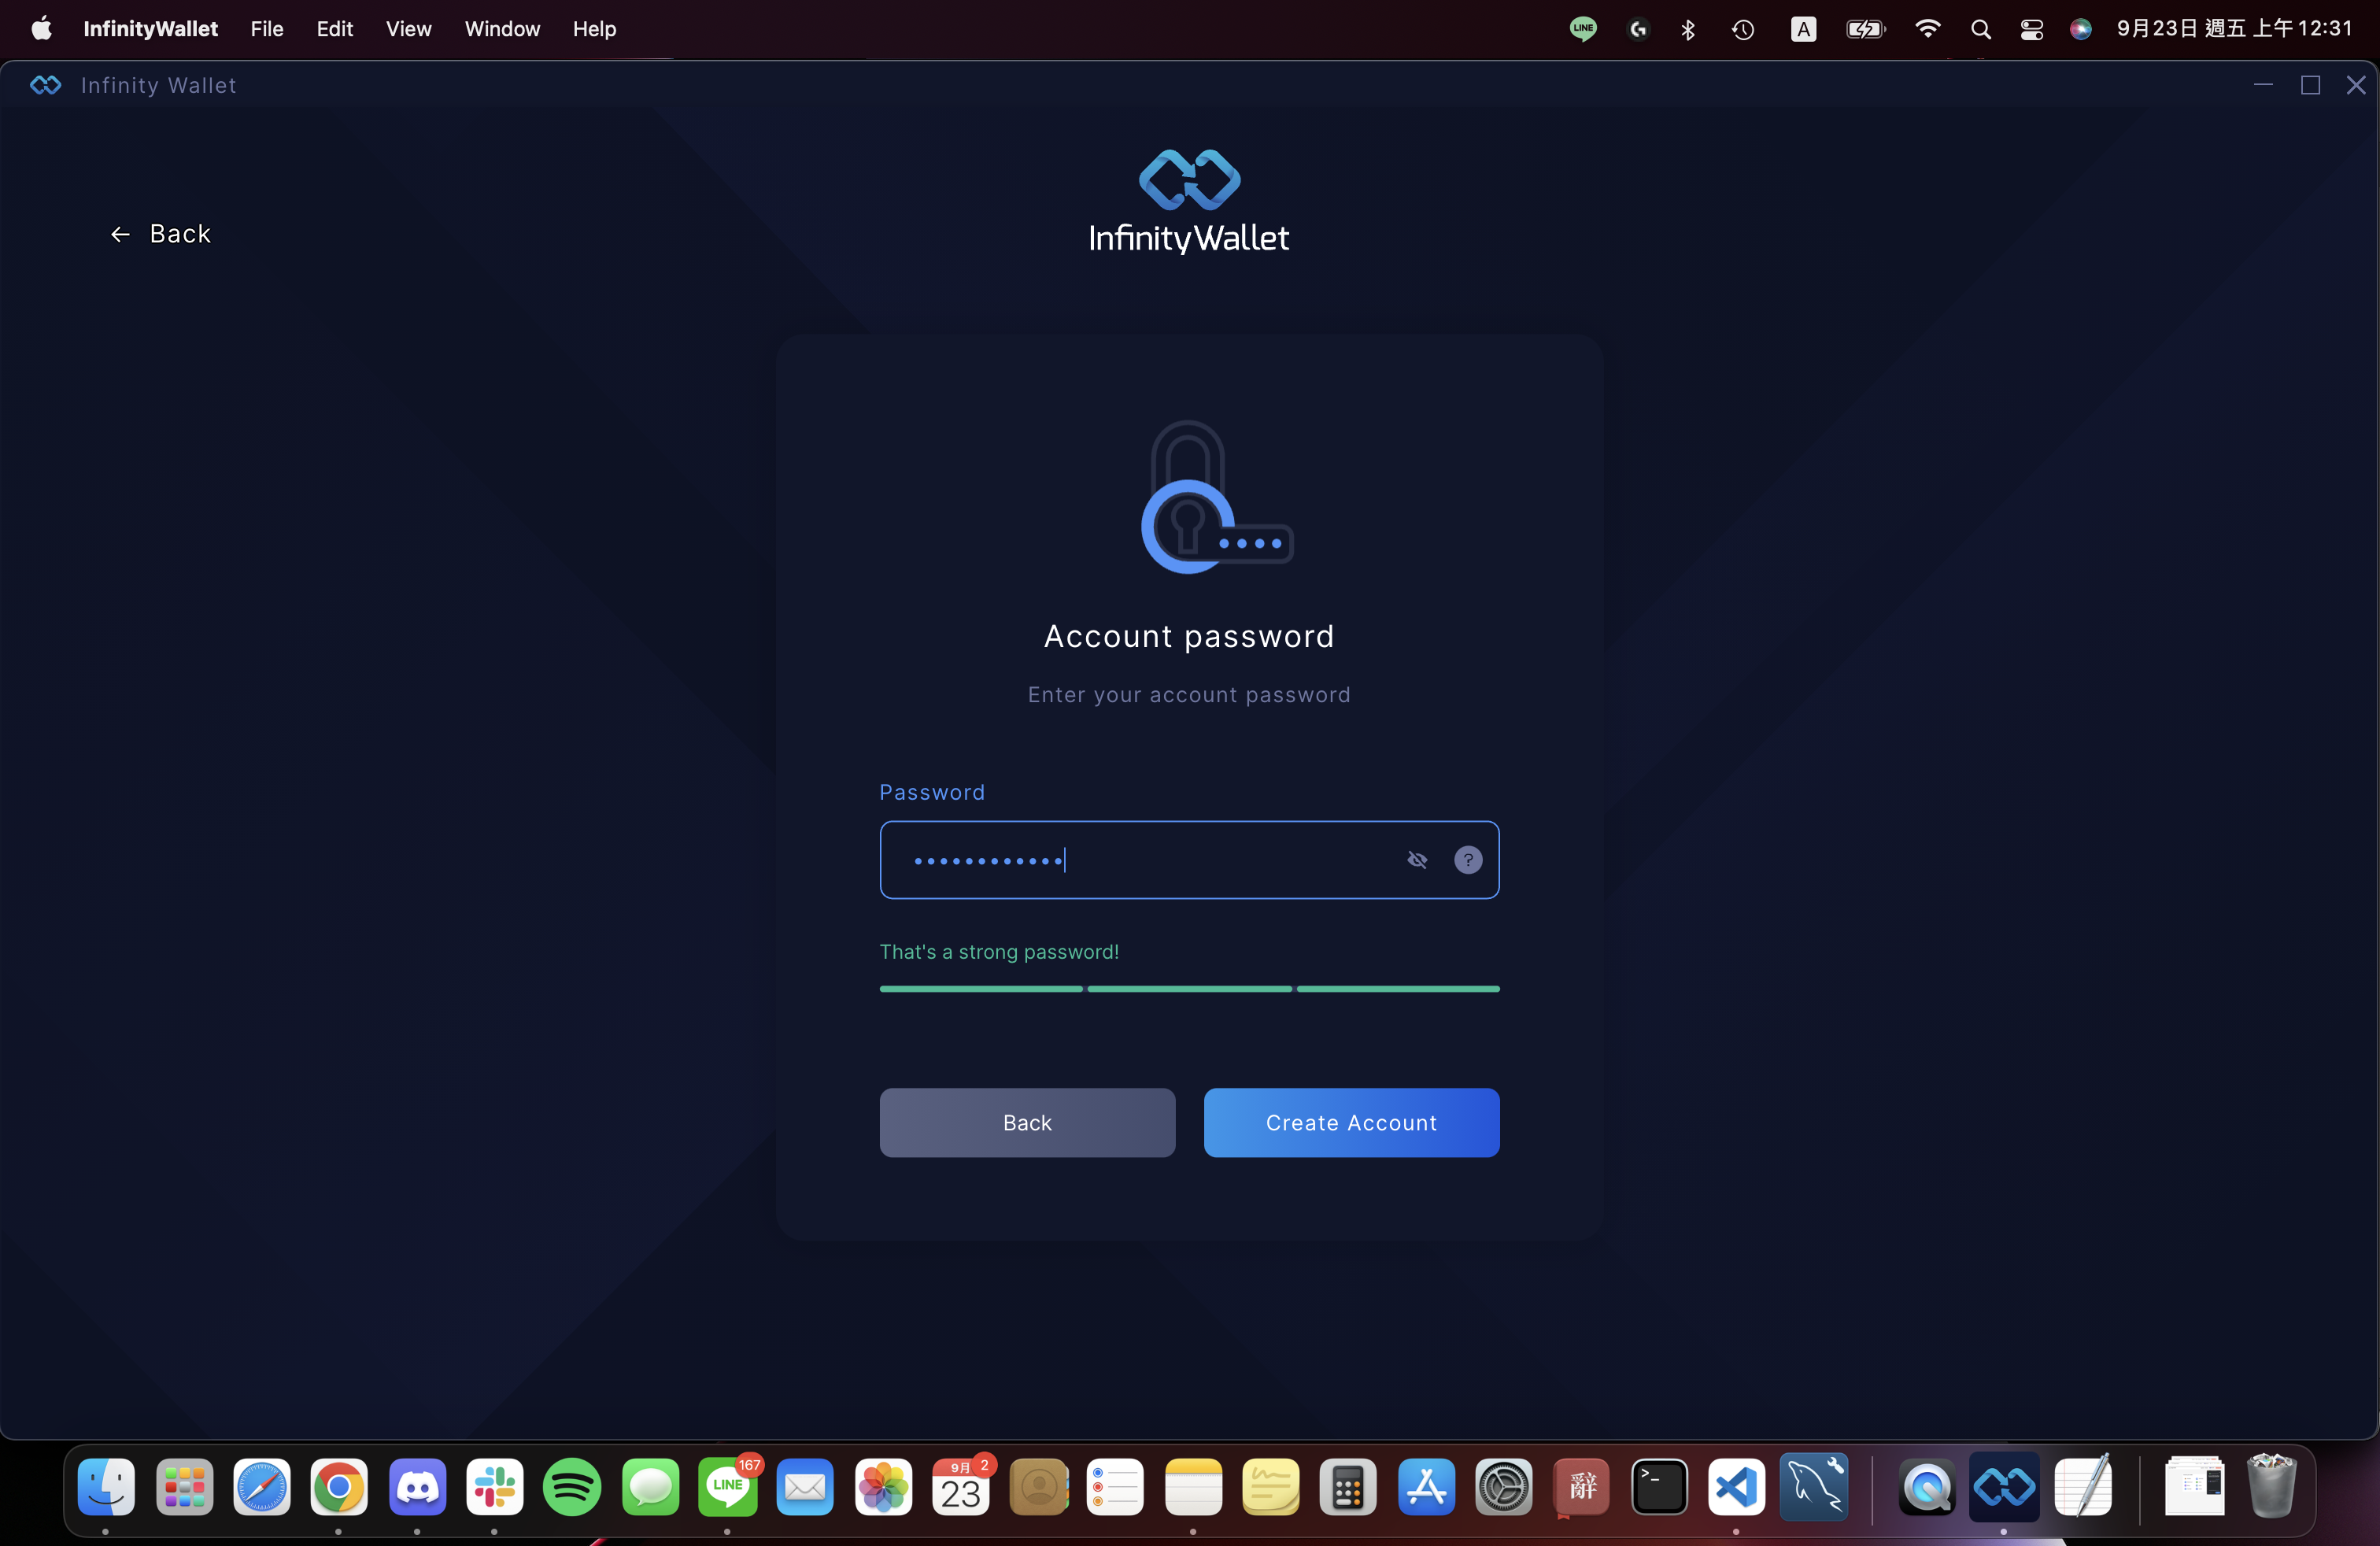 InfinityWallet File Edit View Window Help LINE A 9月23日 週五 上午12:31
Infinity Wallet
← Back
InfinityWallet
Account password
Enter your account password
Password
••••••••••••
?
That's a strong password!
Back Create Account
167 9月 2
LINE 23 辭 >_